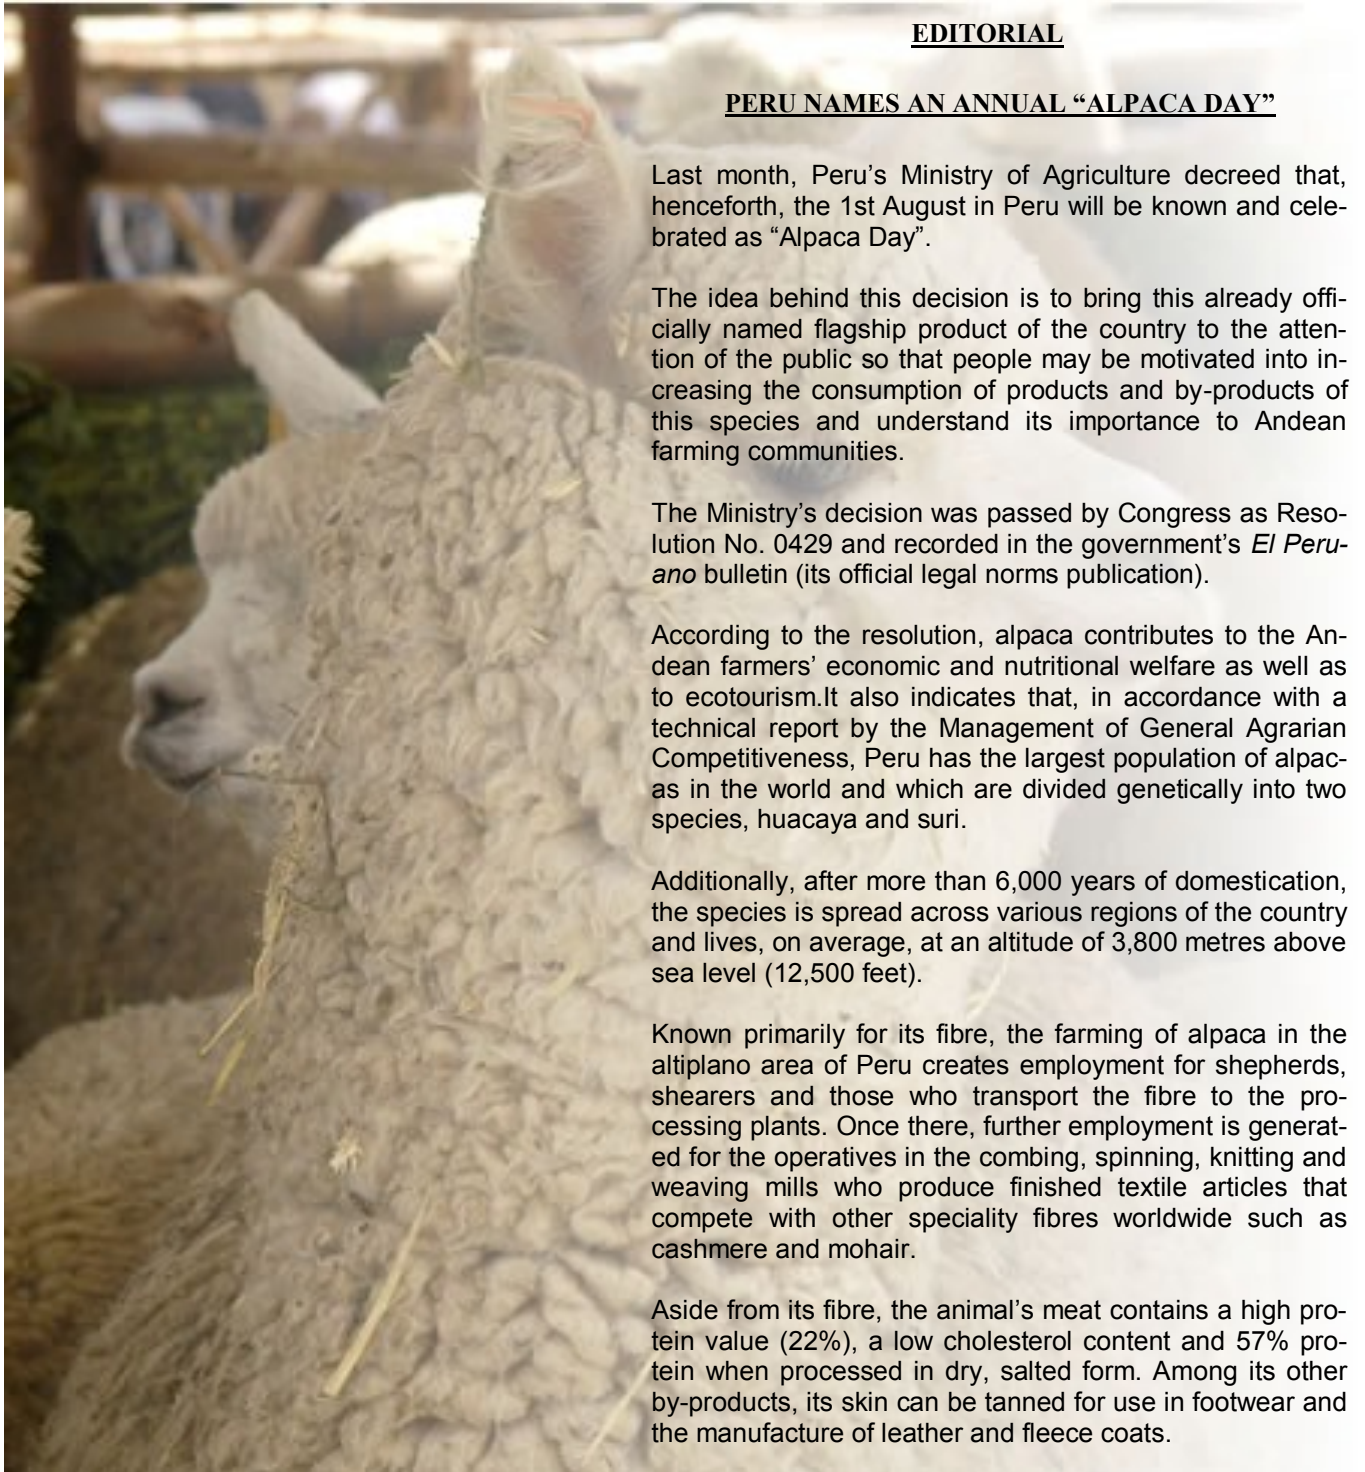 EDITORIAL
PERU NAMES AN ANNUAL “ALPACA DAY”
Last month, Peru’s Ministry of Agriculture decreed that,
henceforth, the 1st August in Peru will be known and cele-
brated as “Alpaca Day”.
The idea behind this decision is to bring this already offi-
cially named flagship product of the country to the atten-
tion of the public so that people may be motivated into in-
creasing the consumption of products and by-products of
this species and understand its importance to Andean
farming communities.
The Ministry’s decision was passed by Congress as Reso-
lution No. 0429 and recorded in the government’s El Peru-
ano bulletin (its official legal norms publication).
According to the resolution, alpaca contributes to the An-
dean farmers’ economic and nutritional welfare as well as
to ecotourism.It also indicates that, in accordance with a
technical report by the Management of General Agrarian
Competitiveness, Peru has the largest population of alpac-
as in the world and which are divided genetically into two
species, huacaya and suri.
Additionally, after more than 6,000 years of domestication,
the species is spread across various regions of the country
and lives, on average, at an altitude of 3,800 metres above
sea level (12,500 feet).
Known primarily for its fibre, the farming of alpaca in the
altiplano area of Peru creates employment for shepherds,
shearers and those who transport the fibre to the pro-
cessing plants. Once there, further employment is generat-
ed for the operatives in the combing, spinning, knitting and
weaving mills who produce finished textile articles that
compete with other speciality fibres worldwide such as
cashmere and mohair.
Aside from its fibre, the animal’s meat contains a high pro-
tein value (22%), a low cholesterol content and 57% pro-
tein when processed in dry, salted form. Among its other
by-products, its skin can be tanned for use in footwear and
the manufacture of leather and fleece coats.